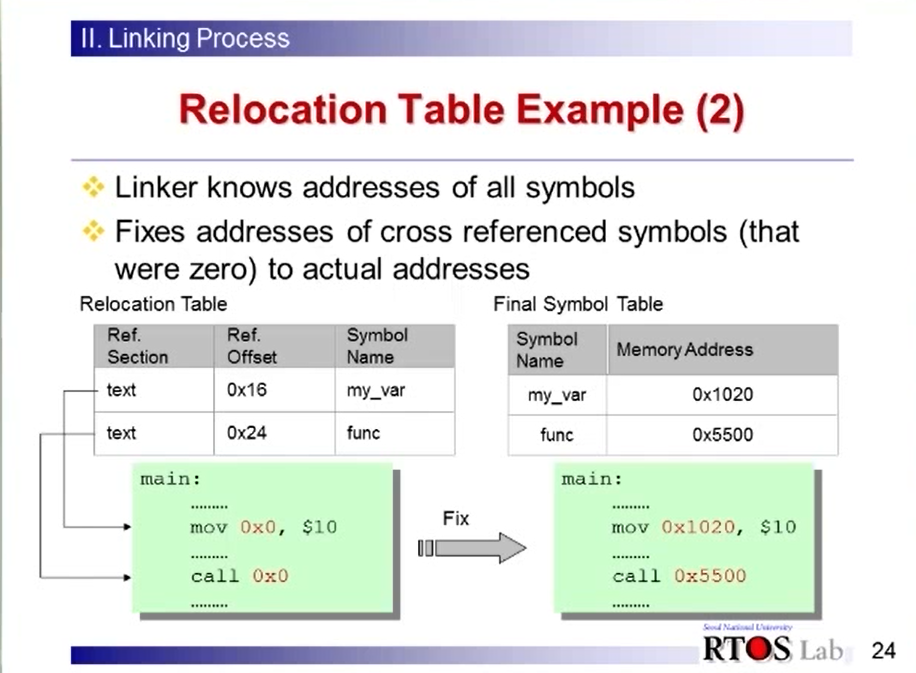 II. Linking Process
Relocation Table Example (2)
Linker knows addresses of all symbols
Fixes addresses of cross referenced symbols (that
were zero) to actual addresses
Relocation Table
Ref. Section Ref. Offset Symbol Name
text 0x16 my_var
text 0x24 func
Final Symbol Table
Symbol Name Memory Address
my_var 0x1020
func 0x5500
main:
.........
mov 0x0, $10
.........
call 0x0
.........
Fix
main:
.........
mov 0x1020, $10
.........
call 0x5500
.........
Seoul National University
RTOS Lab
24